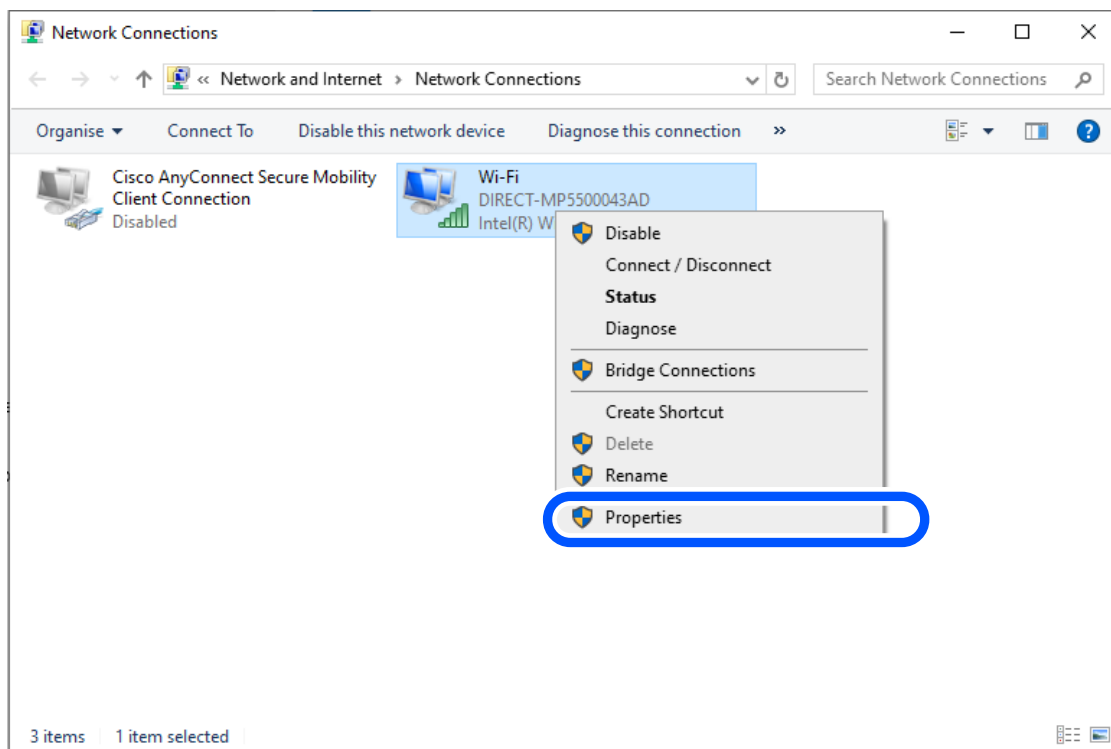 Network Connections
« Network and Internet › Network Connections
Search Network Connections
Organise
Connect To
Disable this network device
Diagnose this connection
»
Cisco AnyConnect Secure Mobility
Client Connection
Disabled
Wi-Fi
DIRECT-MP5500043AD
Intel(R) W
Disable
Connect / Disconnect
Status
Diagnose
Bridge Connections
Create Shortcut
Delete
Rename
Properties
3 items
1 item selected